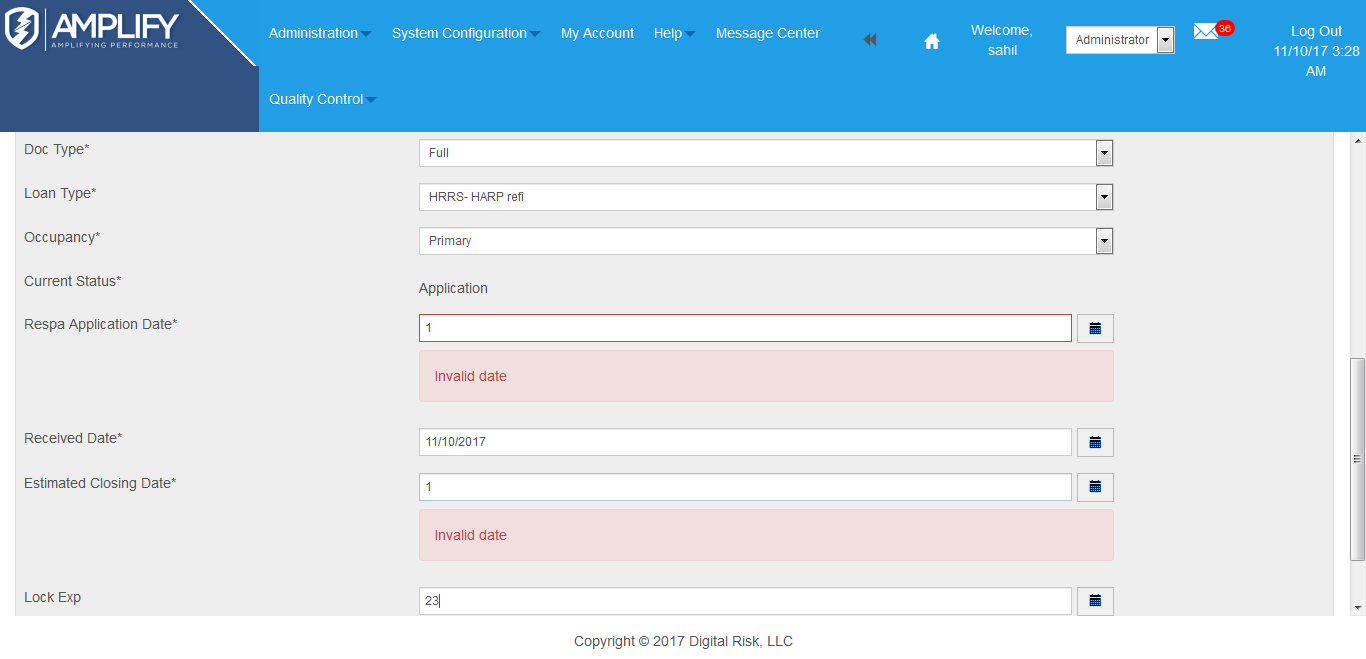 AMPLIFY
AMPLIFYING PERFORMANCE
Administration
System Configuration
My Account
Help
Message Center
Welcome,
sahil
Administrator
36
Log Out
11/10/17 3:28
AM
Quality Control
Doc Type*
Full
Loan Type*
HRRS- HARP refi
Occupancy*
Primary
Current Status*
Application
Respa Application Date*
1
Invalid date
Received Date*
11/10/2017
Estimated Closing Date*
1
Invalid date
Lock Exp
23
Copyright © 2017 Digital Risk, LLC